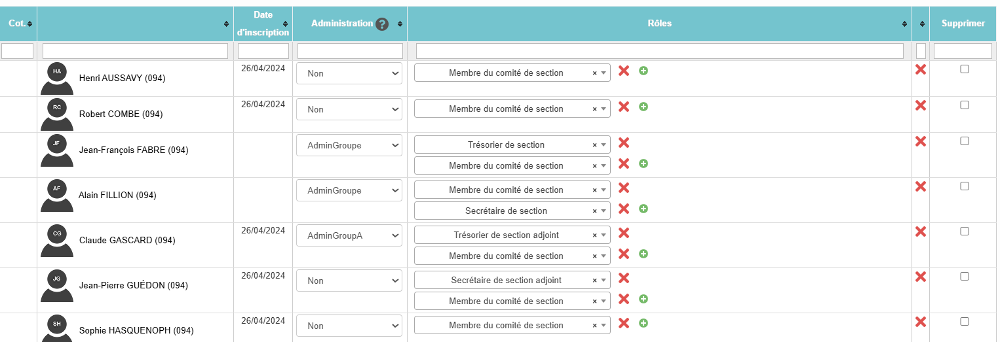 Cot. Date d'inscription Administration ? Rôles Supprimer
HA Henri AUSSAVY (094) 26/04/2024 Non Membre du comité de section ×
RC Robert COMBE (094) 26/04/2024 Non Membre du comité de section ×
JF Jean-François FABRE (094) AdminGroupe Trésorier de section ×
Membre du comité de section ×
AF Alain FILLION (094) AdminGroupe Membre du comité de section ×
Secrétaire de section ×
CG Claude GASCARD (094) 26/04/2024 AdminGroupA Trésorier de section adjoint ×
Membre du comité de section ×
JG Jean-Pierre GUÉDON (094) 26/04/2024 Non Secrétaire de section adjoint ×
Membre du comité de section ×
SH Sophie HASQUENOPH (094) 26/04/2024 Non Membre du comité de section ×